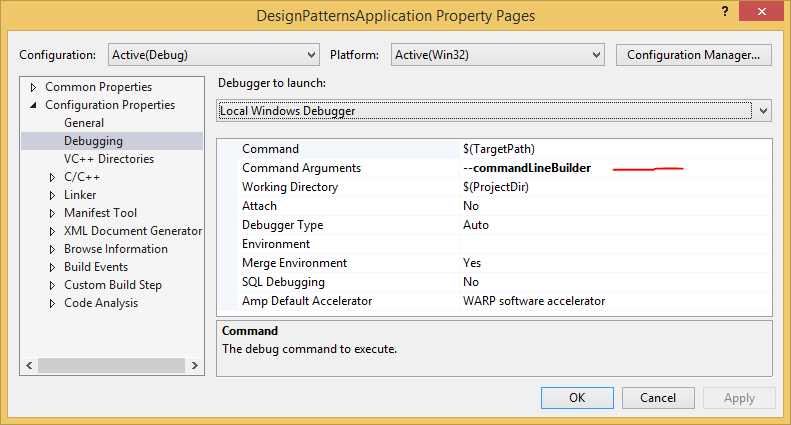 DesignPatternsApplication Property Pages
?
Configuration: Active(Debug) Platform: Active(Win32) Configuration Manager...
Common Properties
Configuration Properties
General
Debugging
VC++ Directories
C/C++
Linker
Manifest Tool
XML Document Generator
Browse Information
Build Events
Custom Build Step
Code Analysis
Debugger to launch:
Local Windows Debugger
Command $(TargetPath)
Command Arguments --commandLineBuilder
Working Directory $(ProjectDir)
Attach No
Debugger Type Auto
Environment
Merge Environment Yes
SQL Debugging No
Amp Default Accelerator WARP software accelerator
Command
The debug command to execute.
OK Cancel Apply